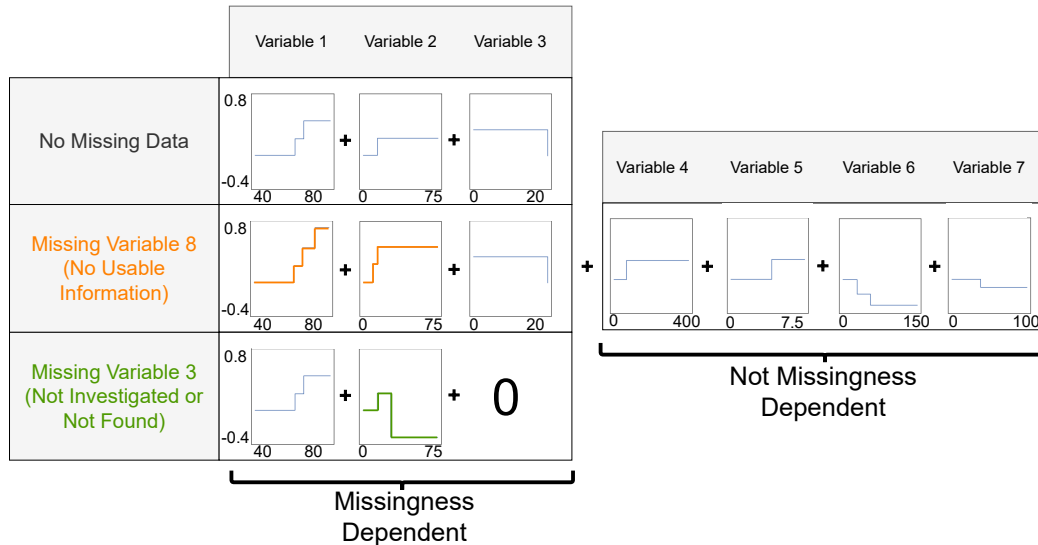 Variable 1 Variable 2 Variable 3
No Missing Data
0.8
-0.4
40 80
+
0 75
+
0 20
Missing Variable 8
(No Usable
Information)
0.8
-0.4
40 80
+
0 75
+
0 20
Missing Variable 3
(Not Investigated or
Not Found)
0.8
-0.4
40 80
+
0 75
+
0
Missingness
Dependent
+
Variable 4 Variable 5 Variable 6 Variable 7
0 400
+
0 7.5
+
0 150
+
0 100
Not Missingness
Dependent